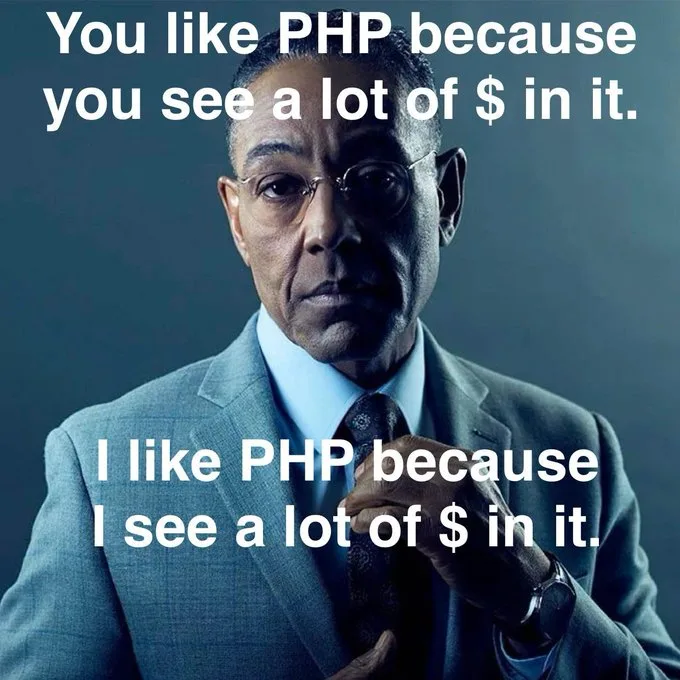 You like PHP because
you see a lot of $ in it.
I like PHP because
I see a lot of $ in it.